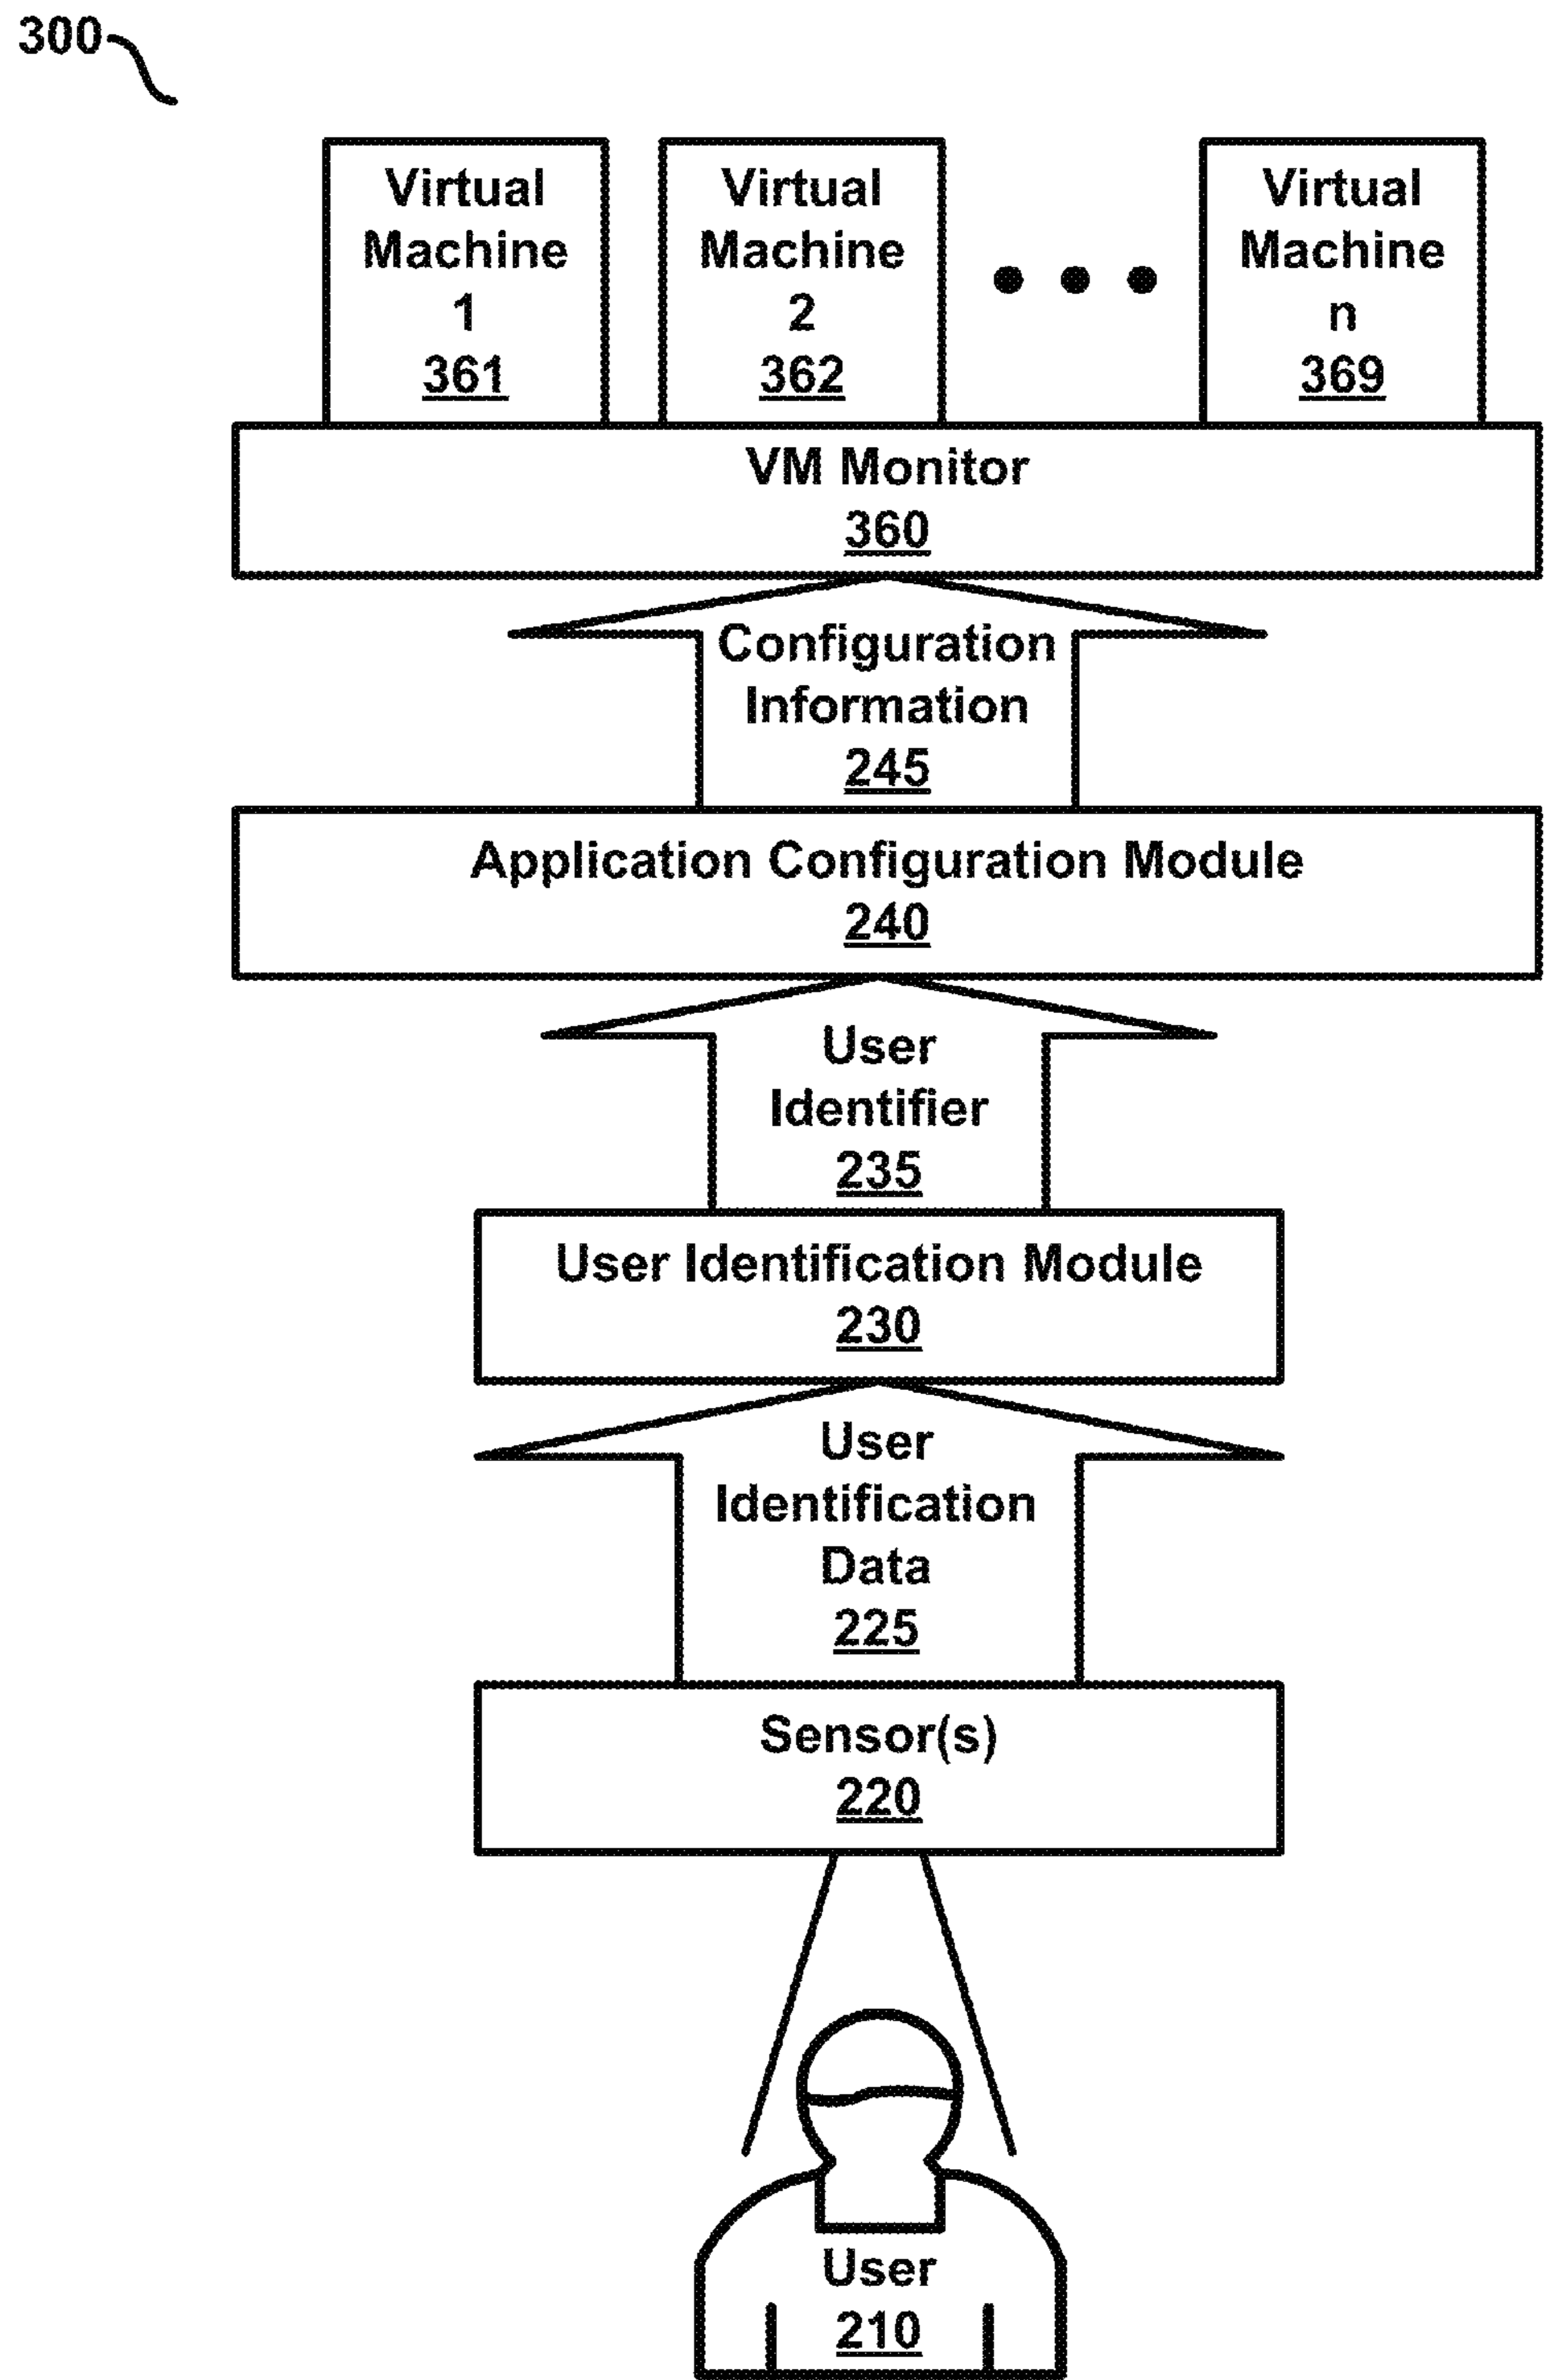 300
Virtual
Machine
1
361
Virtual
Machine
2
362
Virtual
Machine
n
369
VM Monitor
360
Configuration
Information
245
Application Configuration Module
240
User
Identifier
235
User Identification Module
230
User
Identification
Data
225
Sensor(s)
220
User
210